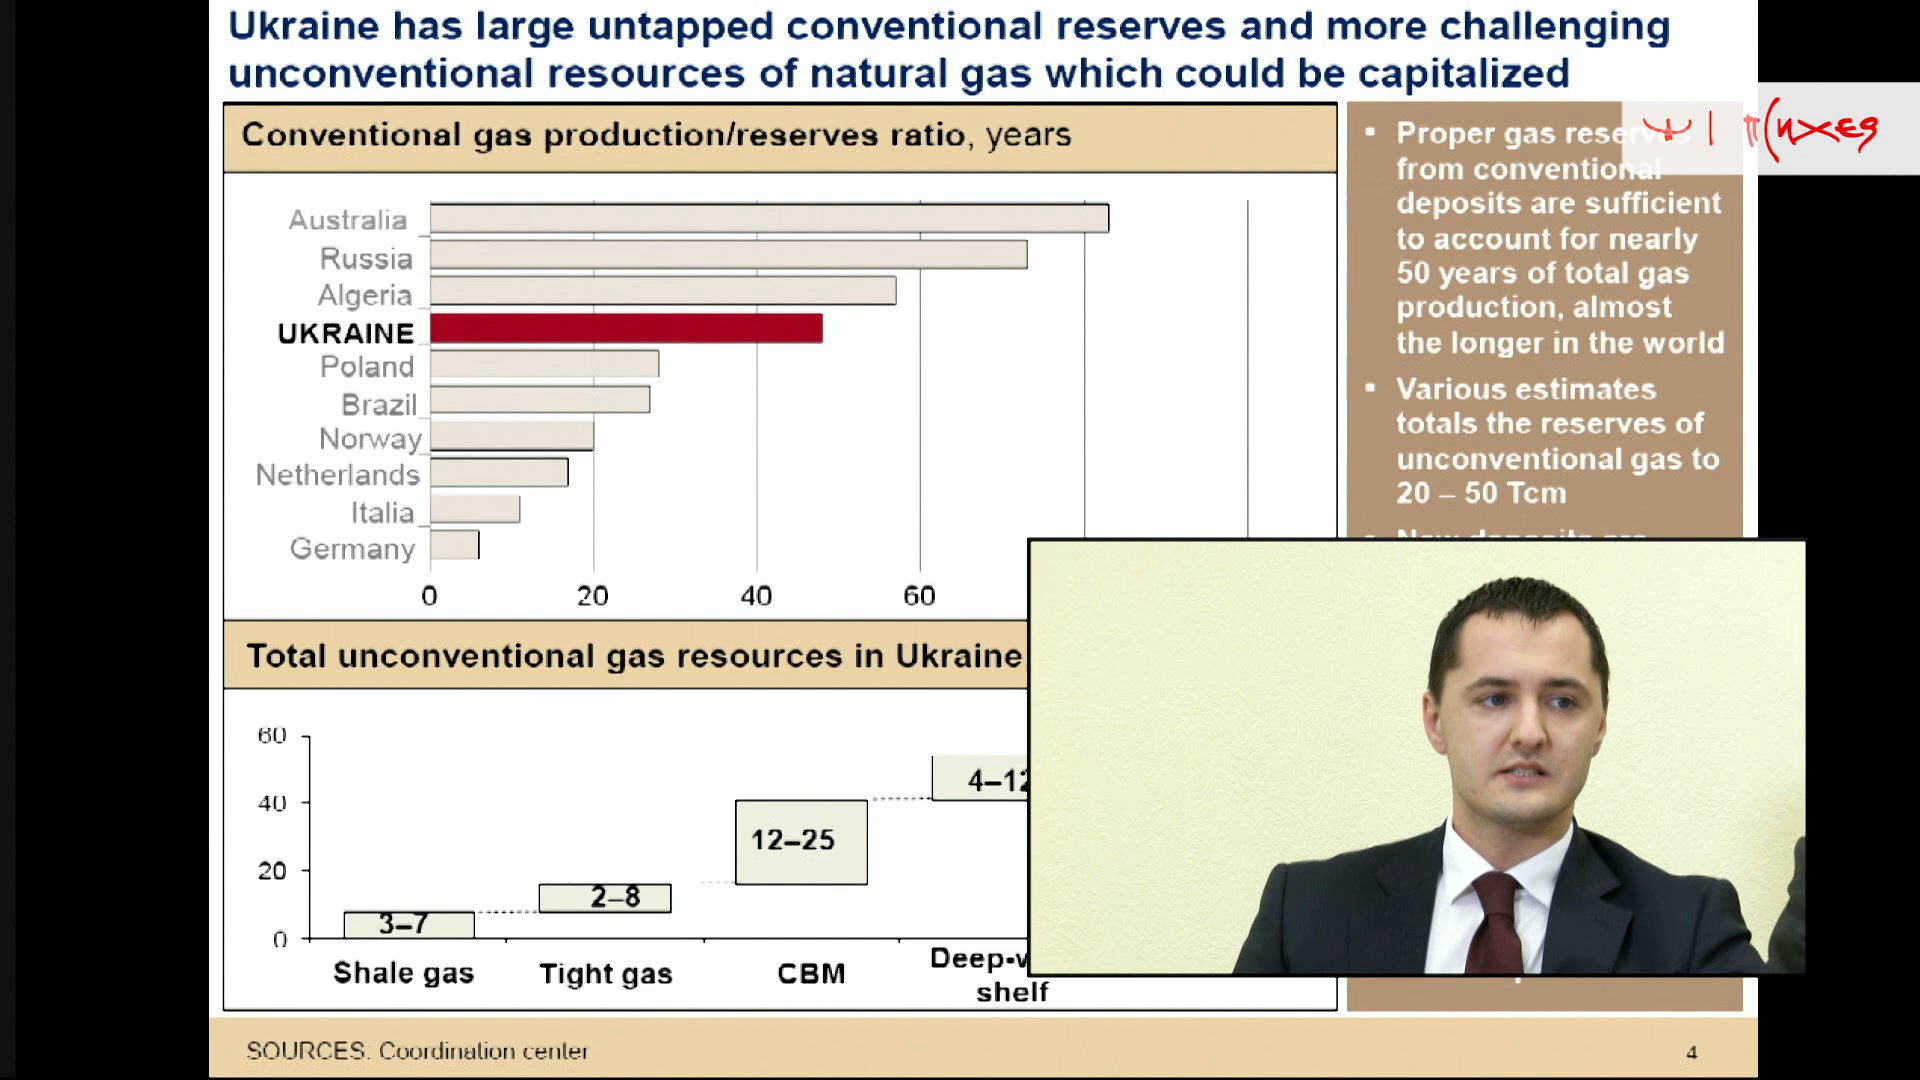 Ukraine has large untapped conventional reserves and more challenging
unconventional resources of natural gas which could be capitalized
Conventional gas production/reserves ratio, years
Australia
Russia
Algeria
UKRAINE
Poland
Brazil
Norway
Netherlands
Italia
Germany
0 20 40 60
Total unconventional gas resources in Ukraine
60
40
20
0
3–7
2–8
12–25
4–12
Shale gas
Tight gas
CBM
shelf
▪ Proper gas reserves
from conventional
deposits are sufficient
to account for nearly
50 years of total gas
production, almost
the longer in the world
▪ Various estimates
totals the reserves of
unconventional gas to
20 – 50 Tcm
SOURCES. Coordination center
4